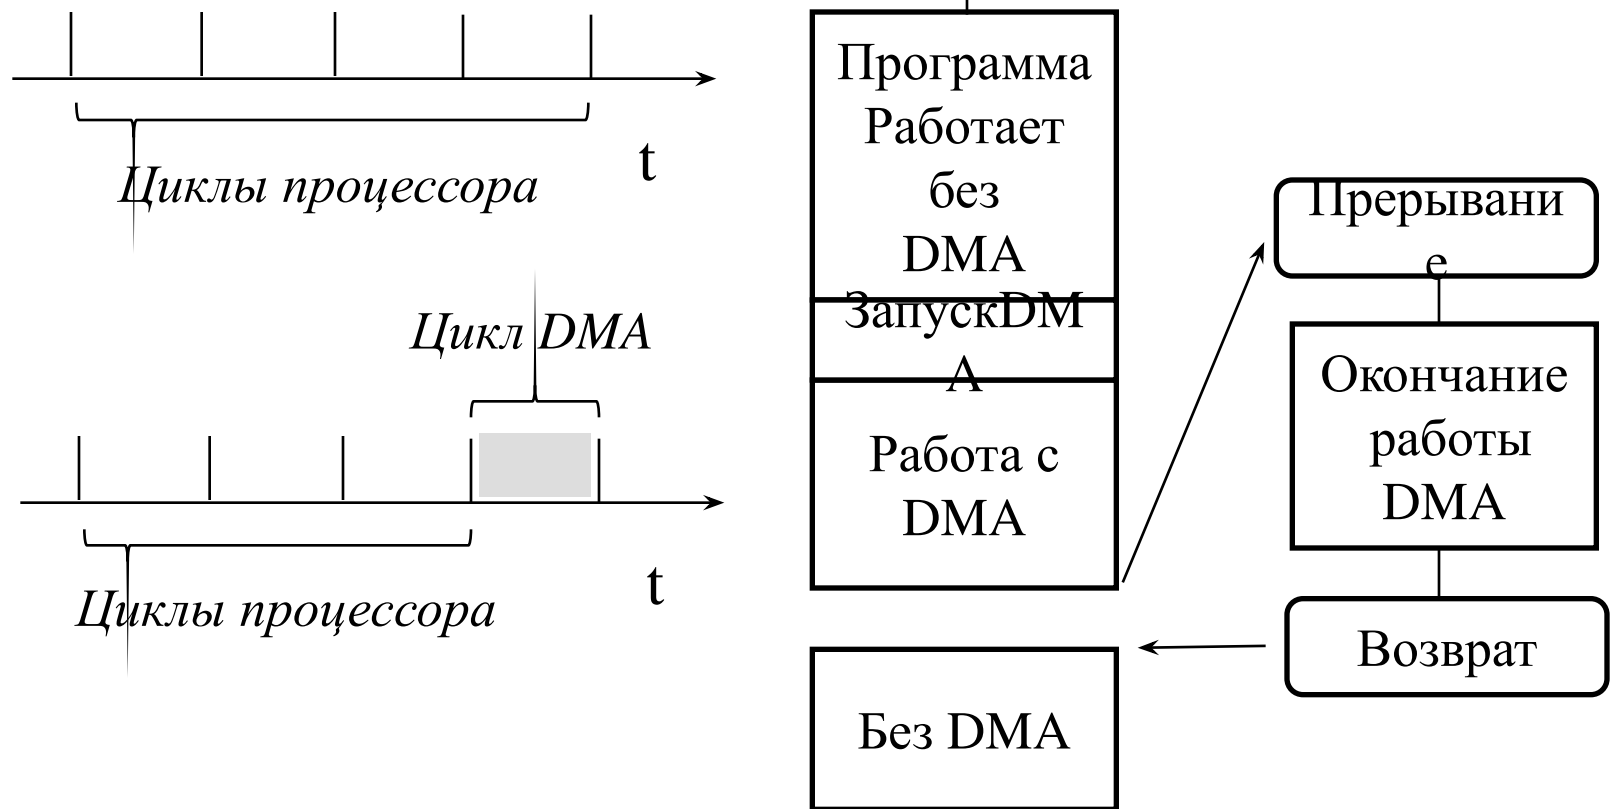 Циклы процессора
t
Цикл DMA
Циклы процессора
t
Программа
Работает
без
DMA
ЗапускDM
A
Работа с
DMA
Без DMA
Прерывани
е
Окончание
работы
DMA
Возврат